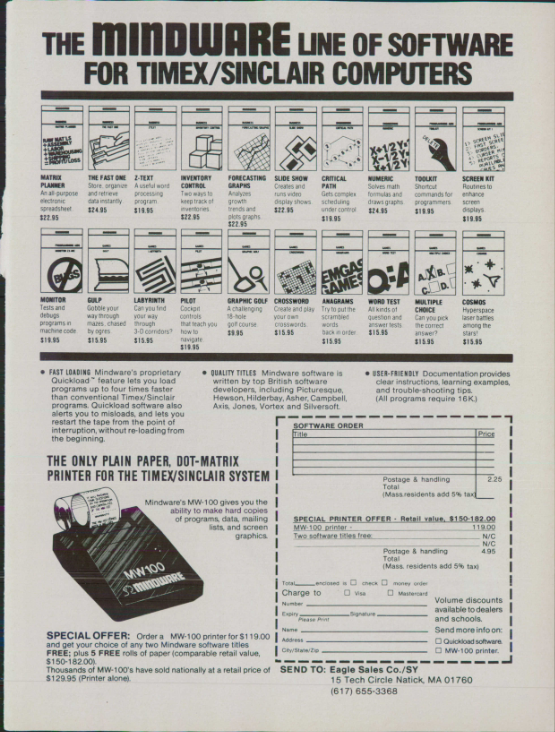 THE MINDWARE LINE OF SOFTWARE
FOR TIMEX/SINCLAIR COMPUTERS
MATRIX
PLANNER
An all-purpose
electronic
spreadsheet
$22.95
THE FAST ONE
Store, organize
and retrieve
data instantly
$24.95
Z-TEXT
A useful word
processing
program
$19.95
INVENTORY
CONTROL
Two ways to
keep track of
inventories.
$22.95
FORECASTING
GRAPHS
Analyzes
growth
trends and
plots graphs.
$22.95
SLIDE SHOW
Creates and
runs video
display shows.
$22.95
CRITICAL
PATH
Gets complex
scheduling
under control
$19.95
NUMERIC
Solves math
formulas and
draws graphs
$24.95
TOOLKIT
Shortcut
commands for
programmers
$19.95
SCREEN KIT
Routines to
enhance
screen
displays.
$19.95
BUGS
EMGAS
GAMES
Q:A
A. X B.
C. D.
MONITOR
Tests and
debugs
programs in
machine code
$19.95
GULP
Gubble your
way through
mazes, chased
by ogres
$15.95
LABYRINTH
Can you find
your way
through
3-D corridors?
$15.95
PILOT
Cockpit
controls
that teach you
how to
navigate
$19.95
GRAPHIC GOLF
A challenging
18-hole
golf course.
$9.95
CROSSWORD
Create and play
your own
crosswords.
$15.95
ANAGRAMS
Try to put the
scrambled
words
back in order
$15.95
WORD TEST
All kinds of
question and
answer tests.
$15.95
MULTIPLE
CHOICE
Can you pick
the correct
answer?
$15.95
COSMOS
Hyperspace
laser battles
among the
stars!
$15.95
• FAST LOADING Mindware's proprietary
Quickload™ feature lets you load
programs up to four times faster
than conventional Timex/Sinclair
programs. Quickload software also
alerts you to misloads, and lets you
restart the tape from the point of
interruption, without re-loading from
the beginning.
• QUALITY TITLES Mindware software is
written by top British software
developers, including Picturesque,
Hewson, Hilderbay, Asher, Campbell,
Axis, Jones, Vortex and Silversoft.
• USER-FRIENDLY Documentation provides
clear instructions, learning examples,
and trouble-shooting tips.
(All programs require 16K.)
THE ONLY PLAIN PAPER, DOT-MATRIX
PRINTER FOR THE TIMEX/SINCLAIR SYSTEM
Mindware's MW-100 gives you the
ability to make hard copies
of programs, data, mailing
lists, and screen
graphics.
MW100
MINDWARE
SPECIAL OFFER: Order a MW-100 printer for $119.00
and get your choice of any two Mindware software titles
FREE; plus 5 FREE rolls of paper (comparable retail value,
$150-182.00).
Thousands of MW-100's have sold nationally at a retail price of
$129.95 (Printer alone).
SOFTWARE ORDER
Title Price
Postage & handling 2.25
Total
(Mass. residents add 5% tax)
SPECIAL PRINTER OFFER - Retail value, $150-182.00
MW-100 printer - 119.00
Two software titles free: N/C
N/C
Postage & handling 4.95
Total
(Mass. residents add 5% tax)
Total enclosed is check money order
Charge to Visa Mastercard
Number
Expiry Signature
Please Print
Name
Address
City/State/Zip
Volume discounts
available to dealers
and schools.
Send more info on:
Quickload software.
MW-100 printer.
SEND TO: Eagle Sales Co./SY
15 Tech Circle Natick, MA 01760
(617) 655-3368